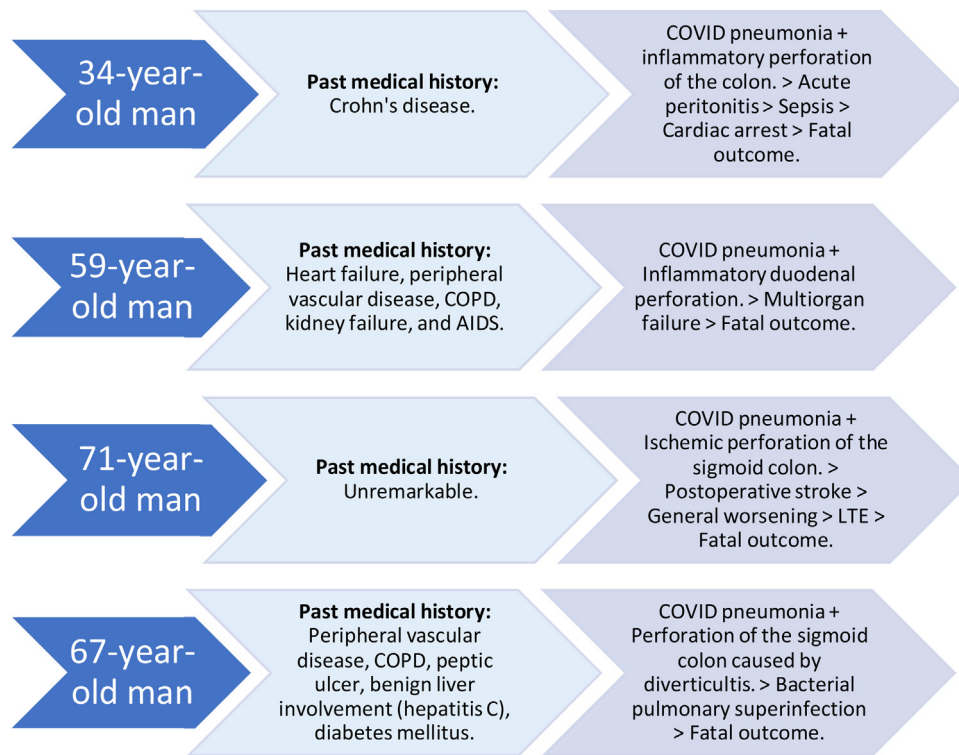 34-year-
old man
Past medical history:
Crohn's disease.
COVID pneumonia +
inflammatory perforation
of the colon. > Acute
peritonitis > Sepsis >
Cardiac arrest > Fatal
outcome.
59-year-
old man
Past medical history:
Heart failure, peripheral
vascular disease, COPD,
kidney failure, and AIDS.
COVID pneumonia +
Inflammatory duodenal
perforation. > Multiorgan
failure > Fatal outcome.
71-year-
old man
Past medical history:
Unremarkable.
COVID pneumonia +
Ischemic perforation of the
sigmoid colon. >
Postoperative stroke >
General worsening > LTE >
Fatal outcome.
67-year-
old man
Past medical history:
Peripheral vascular
disease, COPD, peptic
ulcer, benign liver
involvement (hepatitis C),
diabetes mellitus.
COVID pneumonia +
Perforation of the sigmoid
colon caused by
diverticultis. > Bacterial
pulmonary superinfection
> Fatal outcome.